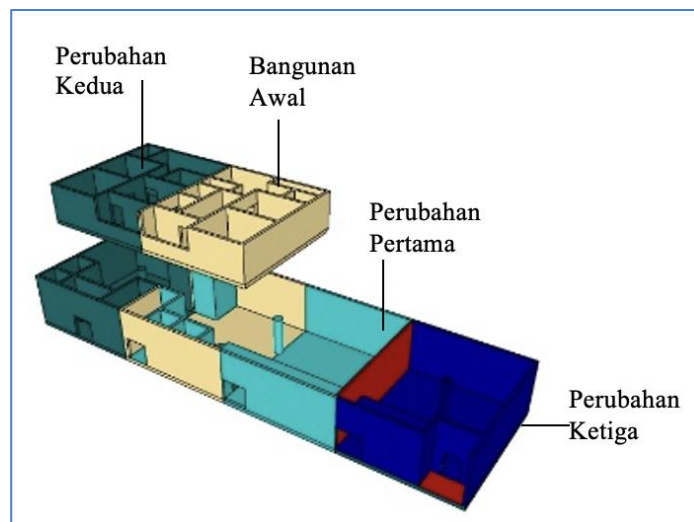 Perubahan
Kedua
Bangunan
Awal
Perubahan
Pertama
Perubahan
Ketiga